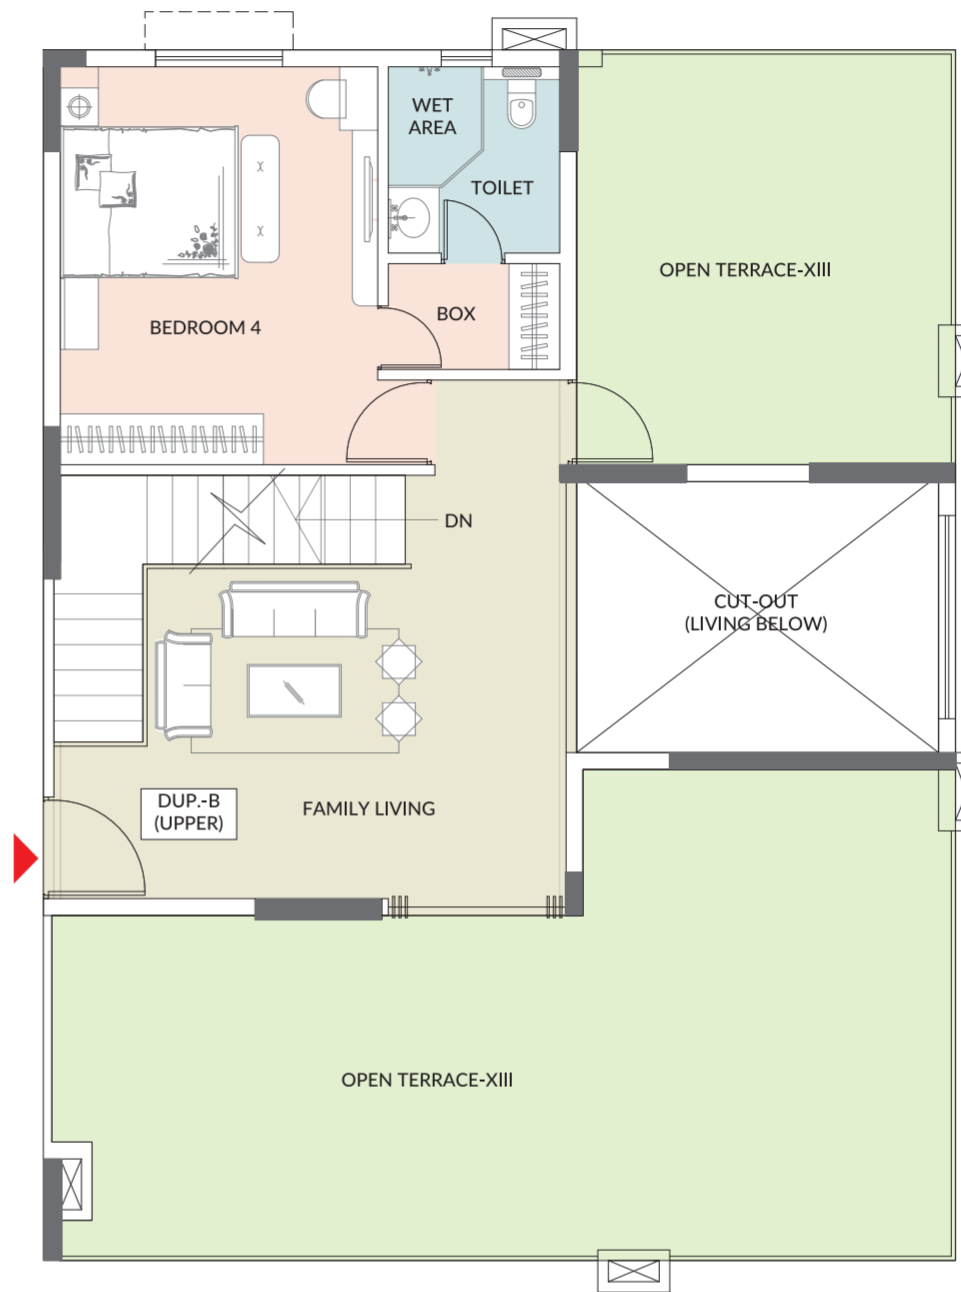 WET
AREA
TOILET
OPEN TERRACE-XIII
BOX
BEDROOM 4
DN
CUT-OUT
(LIVING BELOW)
DUP.-B
(UPPER)
FAMILY LIVING
OPEN TERRACE-XIII